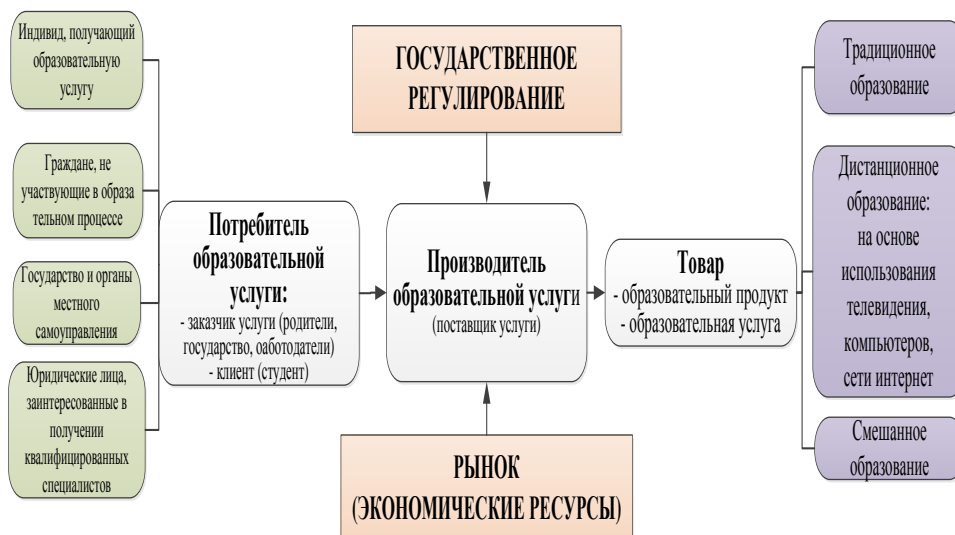 Индивид, получающий
образовательную
услугу
Граждане, не
участвующие в образа
тельном процессе
Государство и органы
местного
самоуправления
Юридические лица,
заинтересованные в
получении
квалифицированных
специалистов
Потребитель
образовательной
услуги:
- заказчик услуги (родители,
государство, оаботодатели)
- клиент (студент)
ГОСУДАРСТВЕННОЕ
РЕГУЛИРОВАНИЕ
Производитель
образовательной услуги
(поставщик услуги)
РЫНОК
(ЭКОНОМИЧЕСКИЕ РЕСУРСЫ)
Товар
- образовательный продукт
- образовательная услуга
Традиционное
образование
Дистанционное
образование:
на основе
использования
телевидения,
компьютеров,
сети интернет
Смешанное
образование